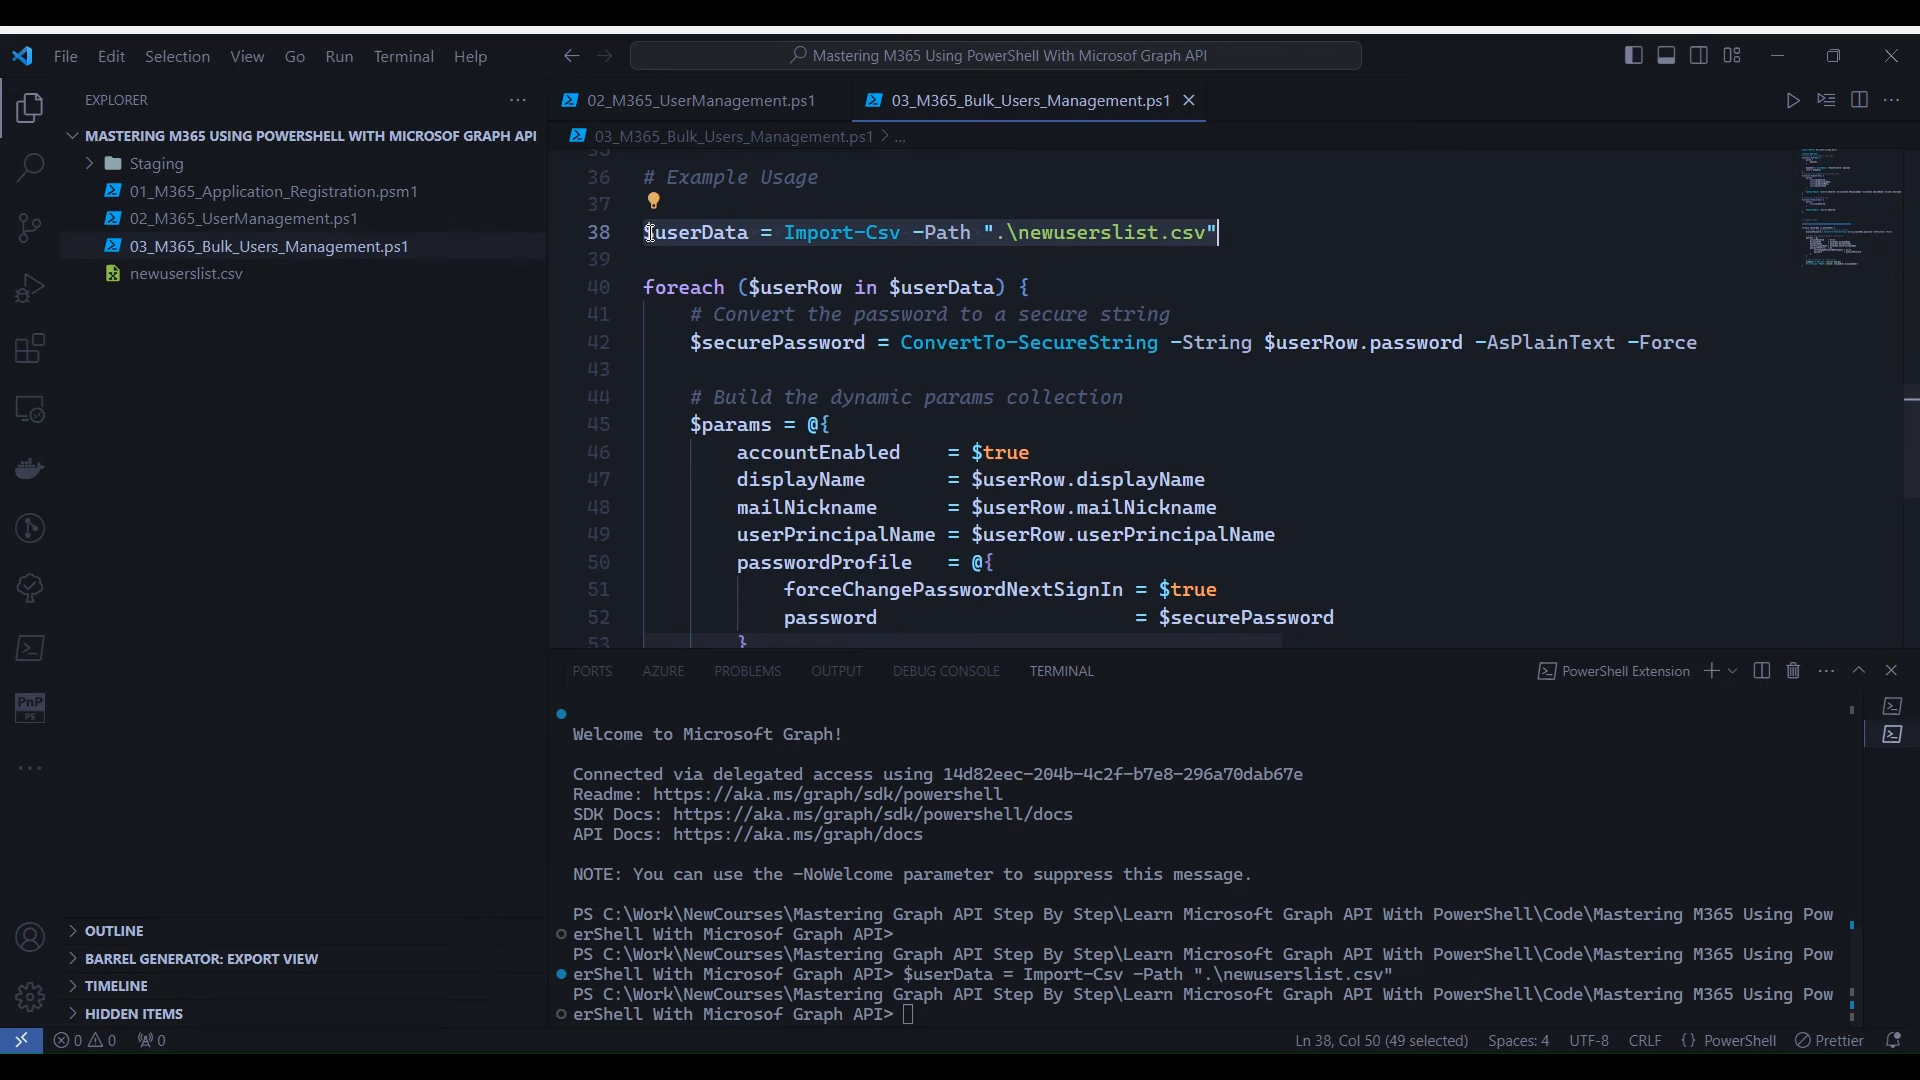 File Edit Selection View Go Run Terminal Help
Mastering M365 Using PowerShell With Microsof Graph API
EXPLORER
MASTERING M365 USING POWERSHELL WITH MICROSOF GRAPH API
Staging
01_M365_Application_Registration.psm1
02_M365_UserManagement.ps1
03_M365_Bulk_Users_Management.ps1
newuserslist.csv
PnP
PS
OUTLINE
BARREL GENERATOR: EXPORT VIEW
TIMELINE
HIDDEN ITEMS
02_M365_UserManagement.ps1 03_M365_Bulk_Users_Management.ps1
03_M365_Bulk_Users_Management.ps1 > ...
35
36 # Example Usage
37
38 $userData = Import-Csv -Path ".\newuserslist.csv"
39
40 foreach ($userRow in $userData) {
41 # Convert the password to a secure string
42 $securePassword = ConvertTo-SecureString -String $userRow.password -AsPlainText -Force
43
44 # Build the dynamic params collection
45 $params = @{
46 accountEnabled = $true
47 displayName = $userRow.displayName
48 mailNickname = $userRow.mailNickname
49 userPrincipalName = $userRow.userPrincipalName
50 passwordProfile = @{
51 forceChangePasswordNextSignIn = $true
52 password = $securePassword
53 }
PORTS AZURE PROBLEMS OUTPUT DEBUG CONSOLE TERMINAL PowerShell Extension
Welcome to Microsoft Graph!
Connected via delegated access using 14d82eec-204b-4c2f-b7e8-296a70dab67e
Readme: https://aka.ms/graph/sdk/powershell
SDK Docs: https://aka.ms/graph/sdk/powershell/docs
API Docs: https://aka.ms/graph/docs
NOTE: You can use the -NoWelcome parameter to suppress this message.
PS C:\Work\NewCourses\Mastering Graph API Step By Step\Learn Microsoft Graph API With PowerShell\Code\Mastering M365 Using Pow
erShell With Microsof Graph API>
PS C:\Work\NewCourses\Mastering Graph API Step By Step\Learn Microsoft Graph API With PowerShell\Code\Mastering M365 Using Pow
erShell With Microsof Graph API> $userData = Import-Csv -Path ".\newuserslist.csv"
PS C:\Work\NewCourses\Mastering Graph API Step By Step\Learn Microsoft Graph API With PowerShell\Code\Mastering M365 Using Pow
erShell With Microsof Graph API>
0 0 0 Ln 38, Col 50 (49 selected) Spaces: 4 UTF-8 CRLF {} PowerShell Prettier